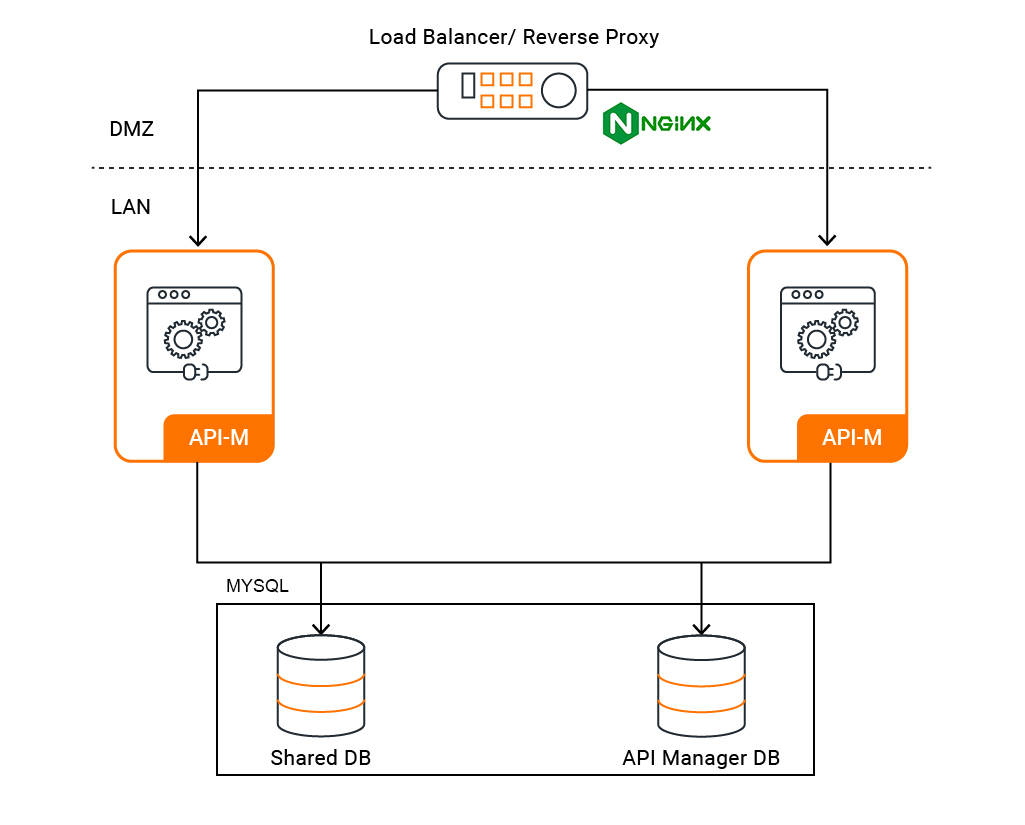 Load Balancer/ Reverse Proxy
NGINX
DMZ
LAN
API-M
API-M
MYSQL
Shared DB
API Manager DB